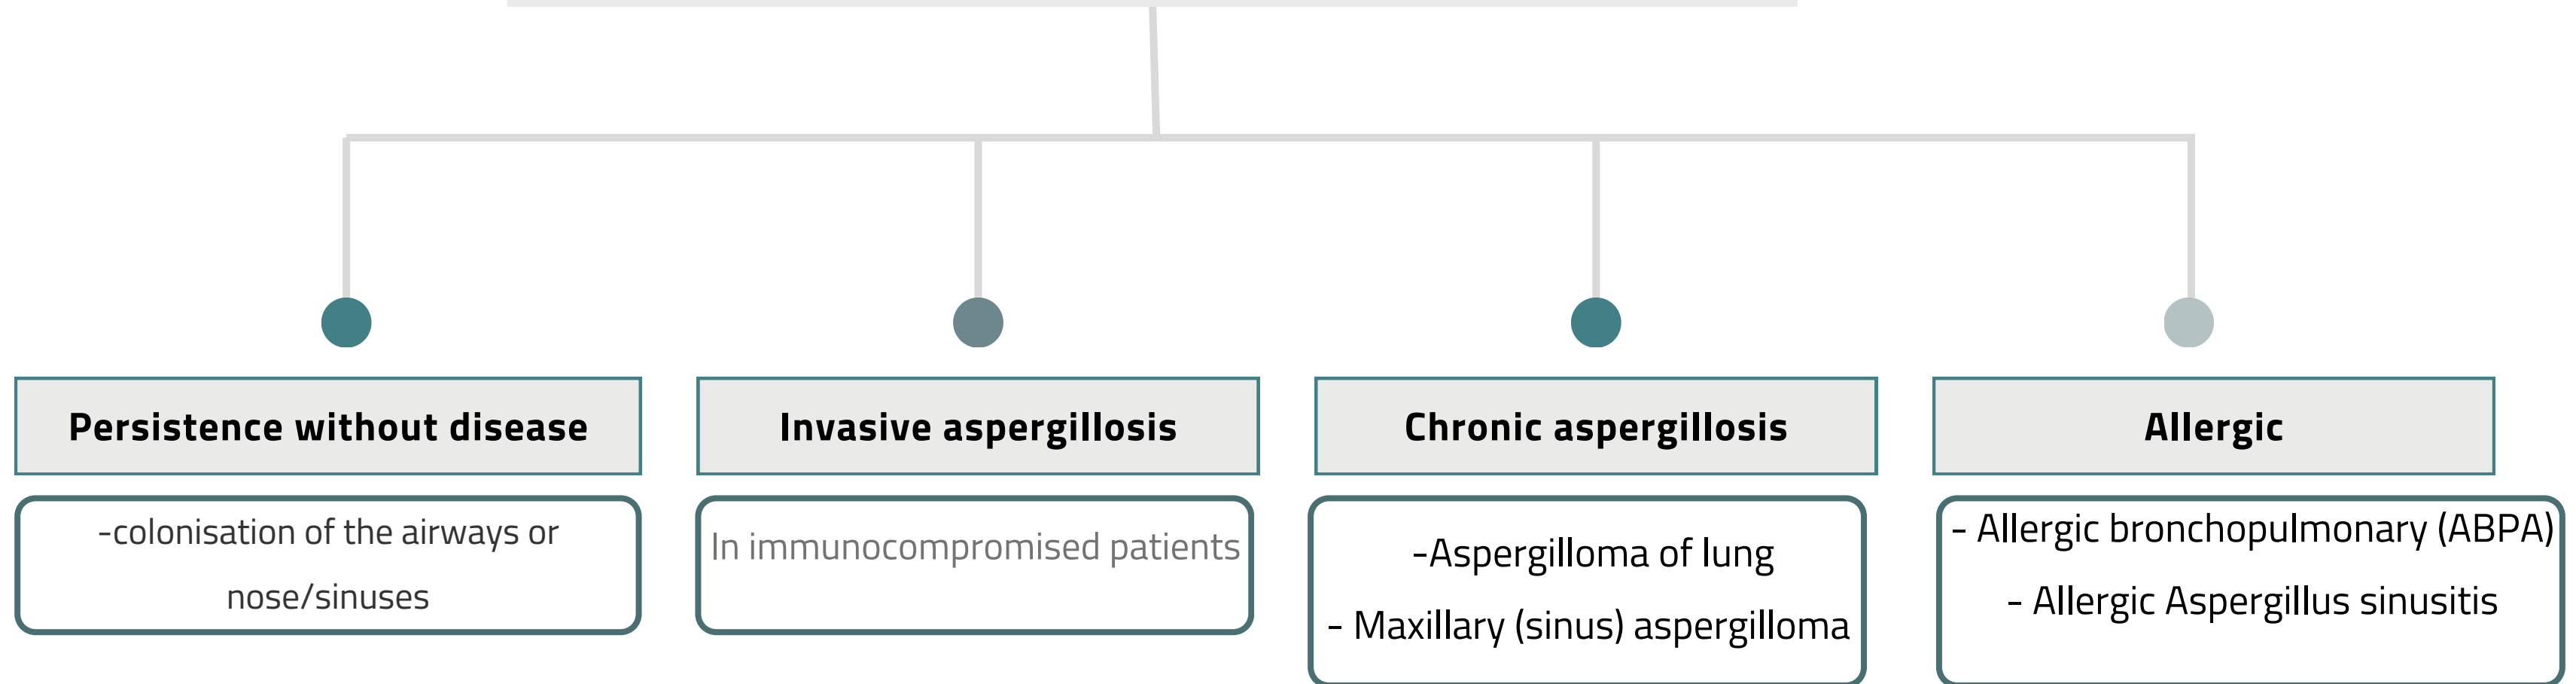 Persistence without disease
-colonisation of the airways or
nose/sinuses
Invasive aspergillosis
In immunocompromised patients
Chronic aspergillosis
-Aspergilloma of lung
- Maxillary (sinus) aspergilloma
Allergic
- Allergic bronchopulmonary (ABPA)
- Allergic Aspergillus sinusitis